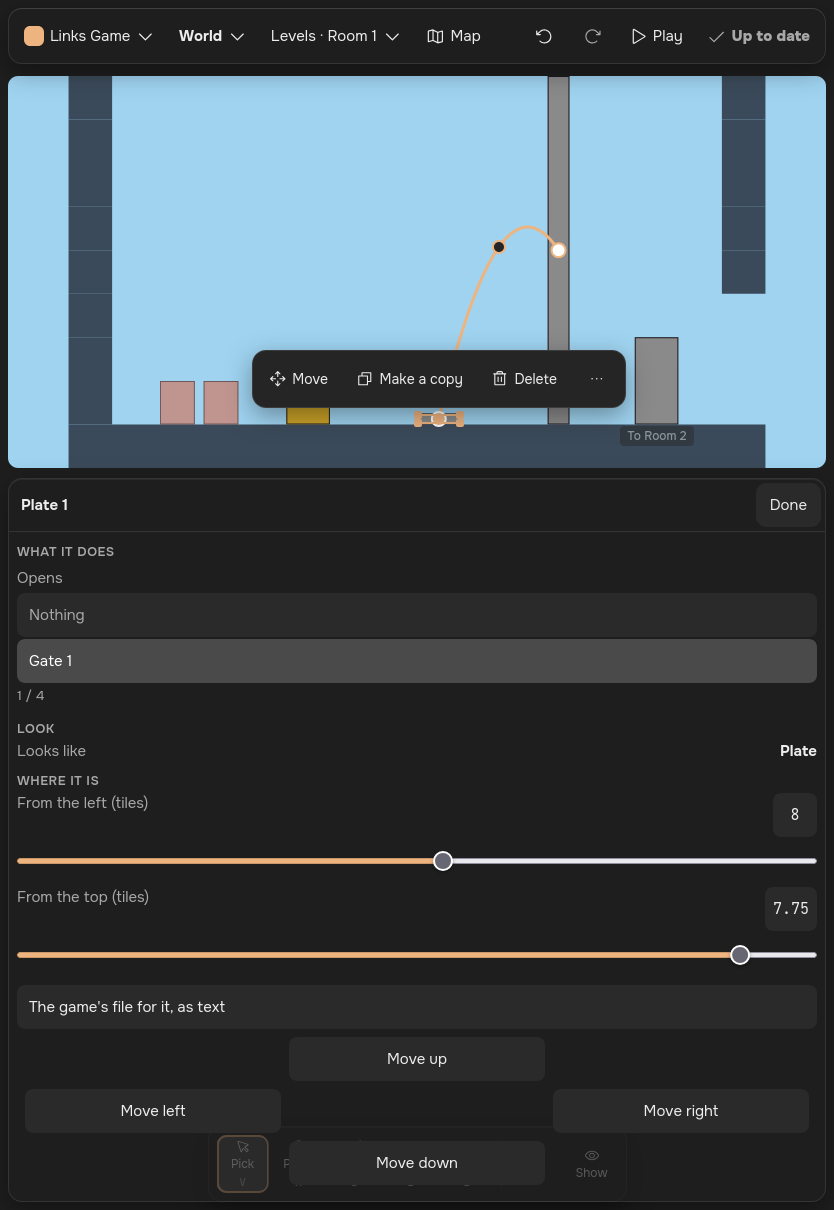 Links Game World Levels · Room 1 Map Play Up to date
Move Make a copy Delete ...
To Room 2
Plate 1 Done
WHAT IT DOES
Opens
Nothing
Gate 1
1 / 4
LOOK
Looks like Plate
WHERE IT IS
From the left (tiles) 8
From the top (tiles) 7.75
The game's file for it, as text
Move up
Move left Move right
Move down
Pick Show
V